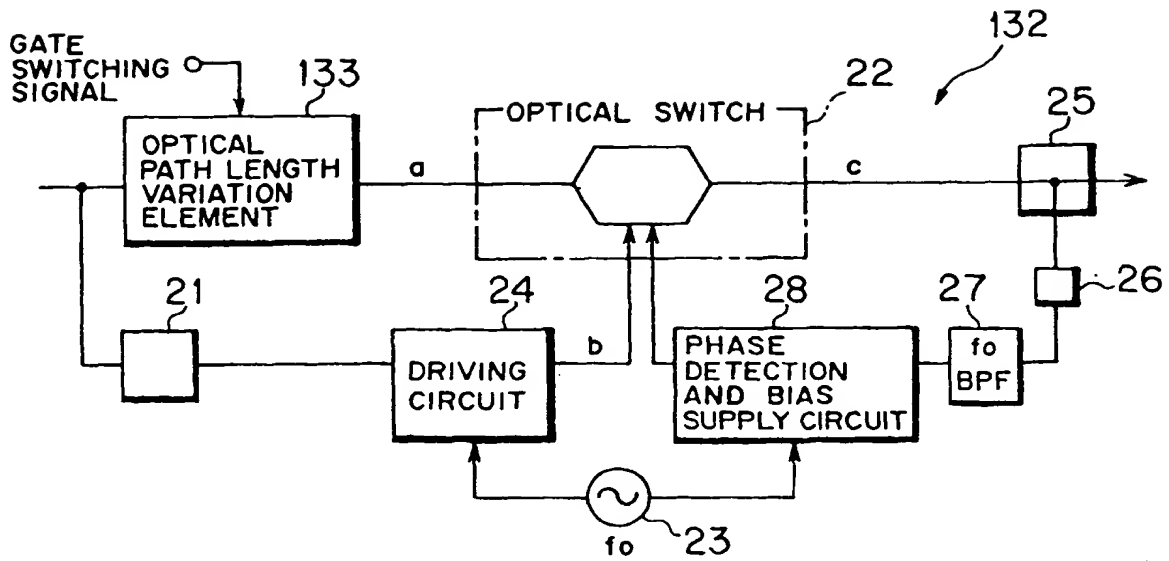 132
GATE
SWITCHING
SIGNAL
133
OPTICAL SWITCH
22
25
OPTICAL
PATH LENGTH
VARIATION
ELEMENT
a
c
21
24
28
27
26
b
DRIVING
CIRCUIT
PHASE
DETECTION
AND BIAS
SUPPLY CIRCUIT
fo
BPF
23
fo